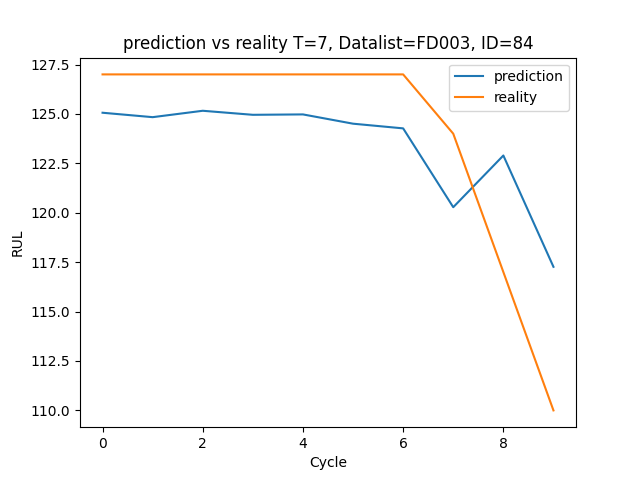 prediction vs reality T=7, Datalist=FD003, ID=84
127.5
125.0
122.5
120.0
117.5
115.0
112.5
110.0
RUL
prediction
reality
0 2 4 6 8
Cycle